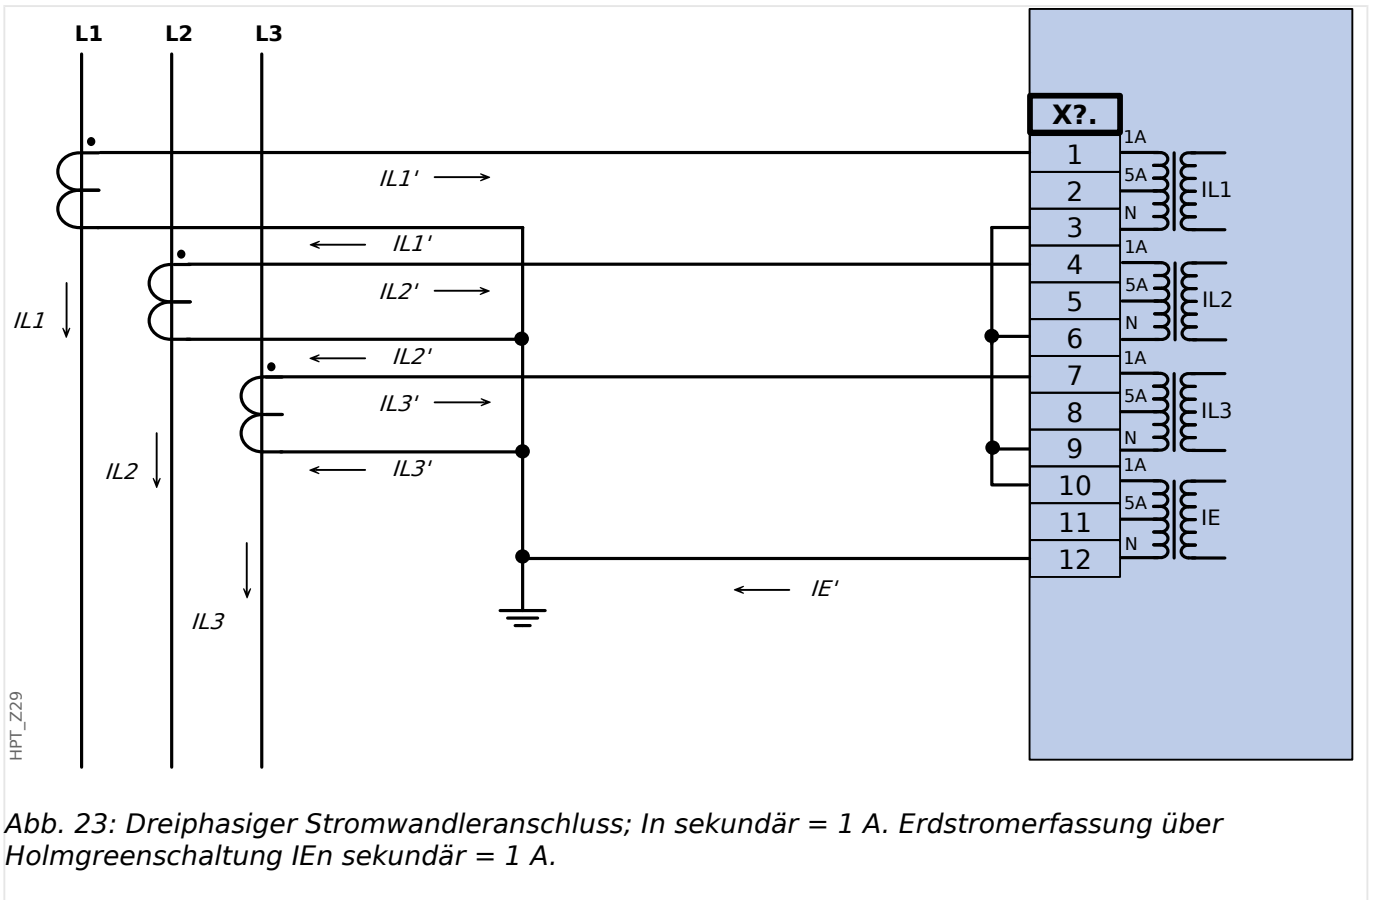 L1 L2 L3
X?.
1
2
3
4
5
6
7
8
9
10
11
12
1A
5A
N
IL1
1A
5A
N
IL2
1A
5A
N
IL3
1A
5A
N
IE
IL1'
IL1'
IL2'
IL2'
IL3'
IL3'
IE'
IL1
IL2
IL3
HPT_Z29
Abb. 23: Dreiphasiger Stromwandleranschluss; In sekundär = 1 A. Erdstromerfassung über
Holmgreenschaltung IEn sekundär = 1 A.